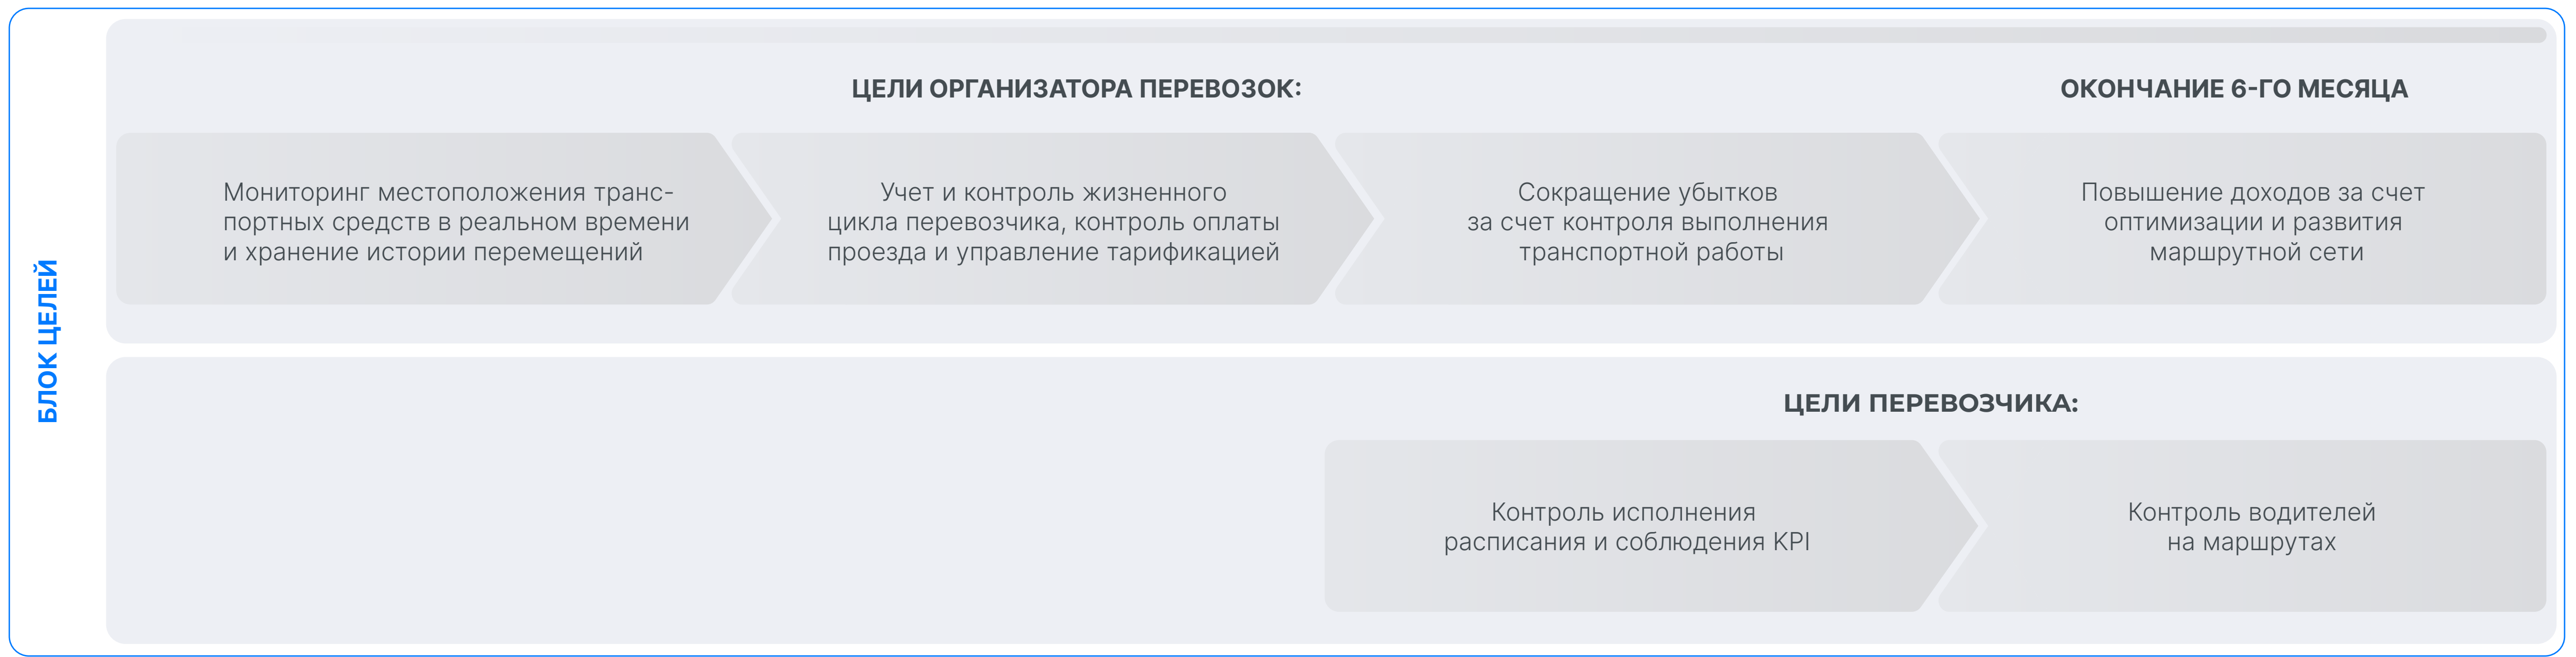 БЛОК ЦЕЛЕЙ
ЦЕЛИ ОРГАНИЗАТОРА ПЕРЕВОЗОК:
ОКОНЧАНИЕ 6-ГО МЕСЯЦА
Мониторинг местоположения транс-
портных средств в реальном времени
и хранение истории перемещений
Учет и контроль жизненного
цикла перевозчика, контроль оплаты
проезда и управление тарификацией
Сокращение убытков
за счет контроля выполнения
транспортной работы
Повышение доходов за счет
оптимизации и развития
маршрутной сети
ЦЕЛИ ПЕРЕВОЗЧИКА:
Контроль исполнения
расписания и соблюдения KPI
Контроль водителей
на маршрутах